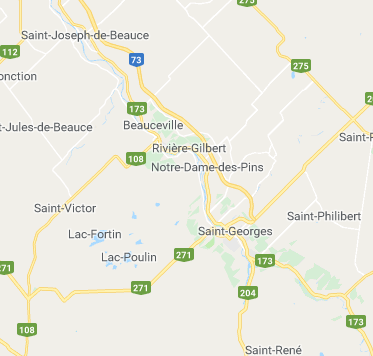 Saint-Joseph-de-Beauce
112
73
275
275
onction
173
Beauceville
t-Jules-de-Beauce
Rivière-Gilbert
108
Notre-Dame-des-Pins
Saint-Victor
Saint-Philibert
Lac-Fortin
Saint-Georges
Lac-Poulin
271
173
271
271
204
108
173
Saint-René